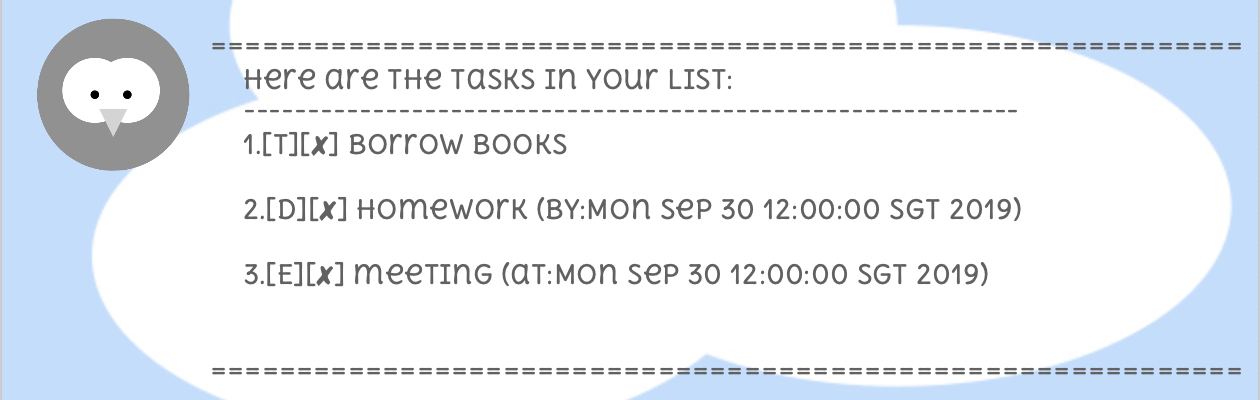 ============================================================
Here are the tasks in your list:
------------------------------------------------------------
1.[T][✘] borrow books
2.[D][✘] homework (by:Mon Sep 30 12:00:00 SGT 2019)
3.[E][✘] meeting (at:Mon Sep 30 12:00:00 SGT 2019)
============================================================